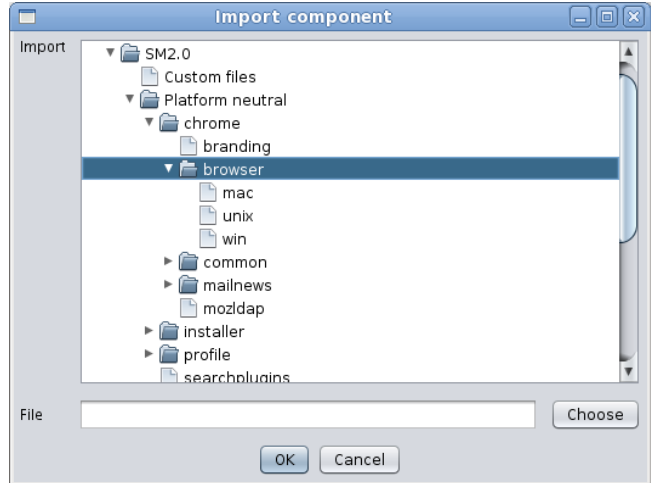 Import component
Import
SM2.0
Custom files
Platform neutral
chrome
branding
browser
mac
unix
win
common
mailnews
mozldap
installer
profile
searchplugins
File
Choose
OK
Cancel